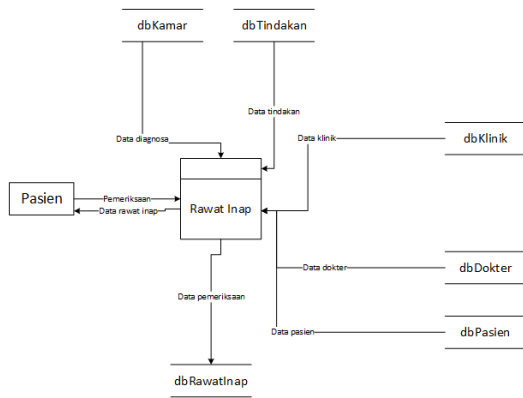 dbKamar
dbTindakan
Data tindakan
Data diagnosa
Data klinik
dbKlinik
Pasien
Pemeriksaan
Data rawat inap
Rawat Inap
Data dokter
dbDokter
Data pemeriksaan
Data pasien
dbPasien
dbRawatInap